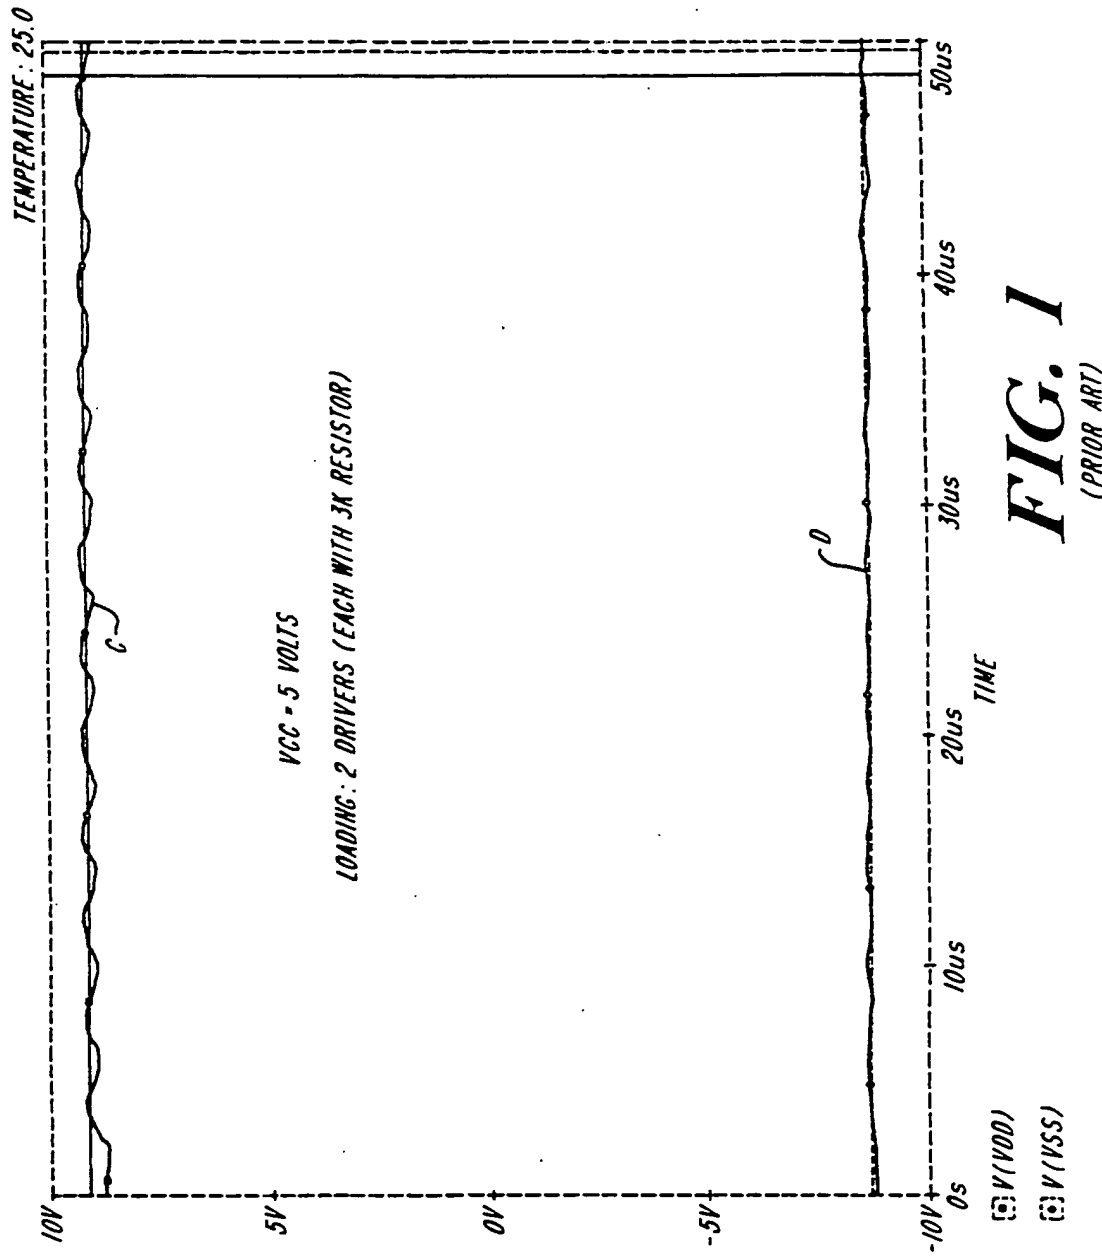 TEMPERATURE: 25.0
10V
5V
0V
-5V
-10V
C
VCC = 5 VOLTS
LOADING: 2 DRIVERS (EACH WITH 3K RESISTOR)
D
0s
10us
20us
30us
40us
50us
TIME
V(VDD)
V(VSS)
FIG. 1
(PRIOR ART)